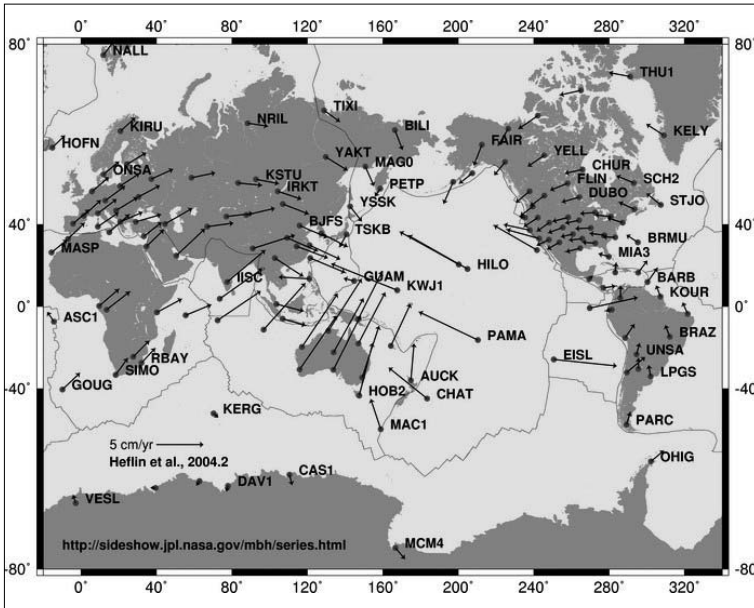 0˚ 40˚ 80˚ 120˚ 160˚ 200˚ 240˚ 280˚ 320˚
80˚ 80˚
NALL
THU1
TIXI
NRIL
BILI
KIRU
FAIR
KELY
HOFN
YAKT
YELL
MAG0
CHUR
ONSA
KSTU
FLIN
SCH2
IRKT
PETP
DUBO
YSSK
STJO
40˚ 40˚
BJFS
TSKB
BRMU
MASP
MIA3
HILO
IISC
GUAM
BARB
KWJ1
KOUR
0˚ 0˚
ASC1
PAMA
BRAZ
UNSA
EISL
RBAY
SIMO
LPGS
AUCK
GOUG
HOB2
CHAT
-40˚ -40˚
KERG
PARC
MAC1
5 cm/yr
Heflin et al., 2004.2
OHIG
CAS1
DAV1
VESL
http://sideshow.jpl.nasa.gov/mbh/series.html
MCM4
-80˚ -80˚
0˚ 40˚ 80˚ 120˚ 160˚ 200˚ 240˚ 280˚ 320˚